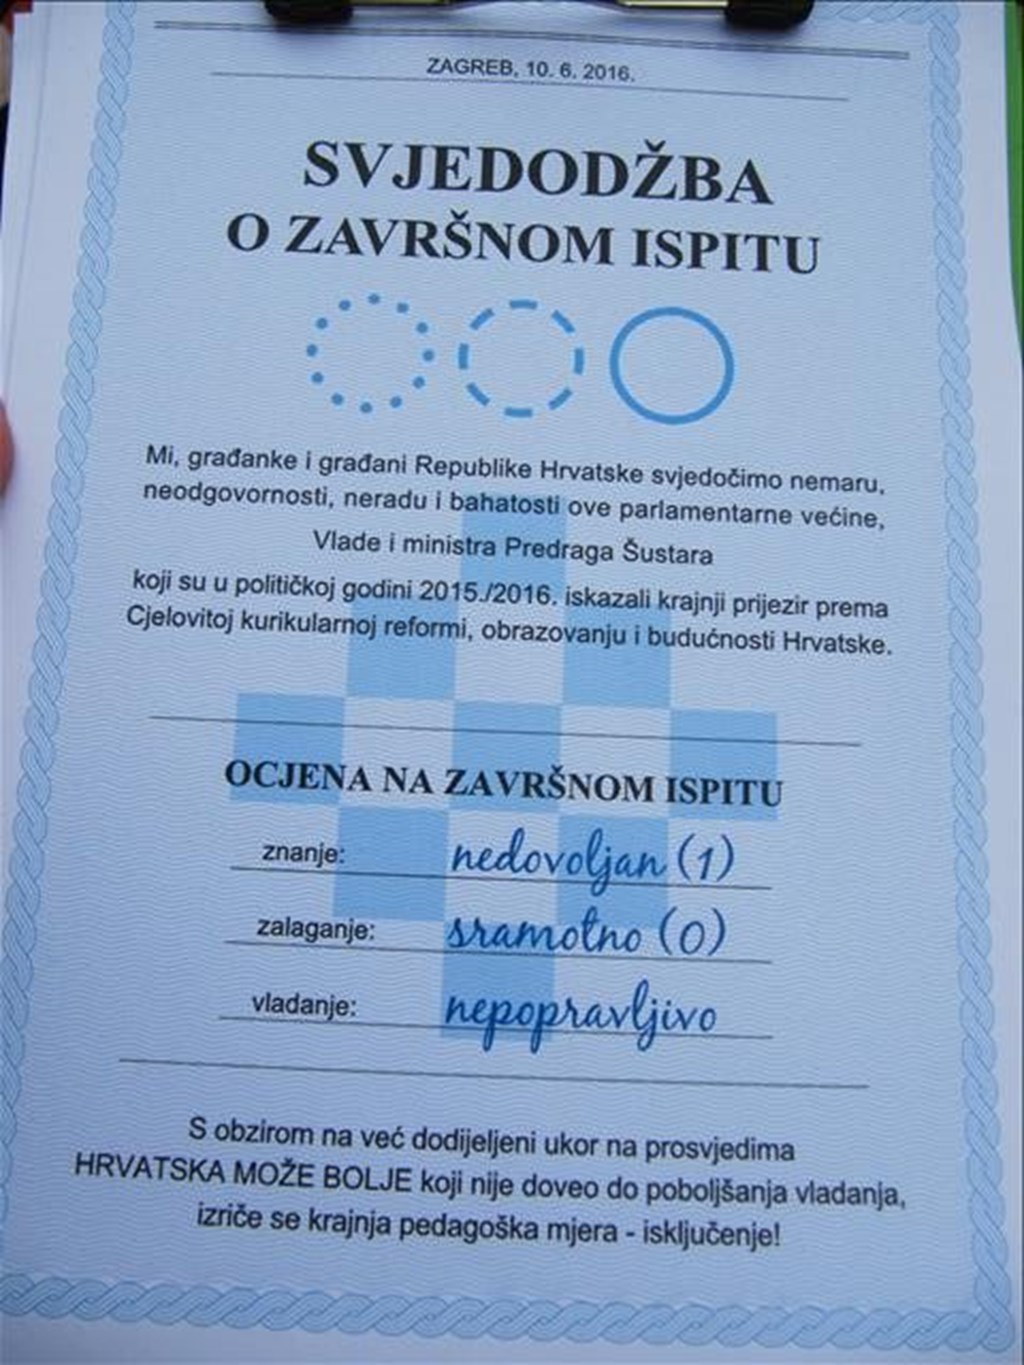 ZAGREB, 10. 6. 2016.
SVJEDODŽBA
O ZAVRŠNOM ISPITU
Mi, građanke i građani Republike Hrvatske svjedočimo nemaru,
neodgovornosti, neradu i bahatosti ove parlamentarne većine,
Vlade i ministra Predraga Šustara
koji su u političkoj godini 2015./2016. iskazali krajnji prijezir prema
Cjelovitoj kurikularnoj reformi, obrazovanju i budućnosti Hrvatske.
OCJENA NA ZAVRŠNOM ISPITU
znanje: nedovoljan (1)
zalaganje: sramotno (0)
vladanje: nepopravljivo
S obzirom na već dodijeljeni ukor na prosvjedima
HRVATSKA MOŽE BOLJE koji nije doveo do poboljšanja vladanja,
izriče se krajnja pedagoška mjera - isključenje!